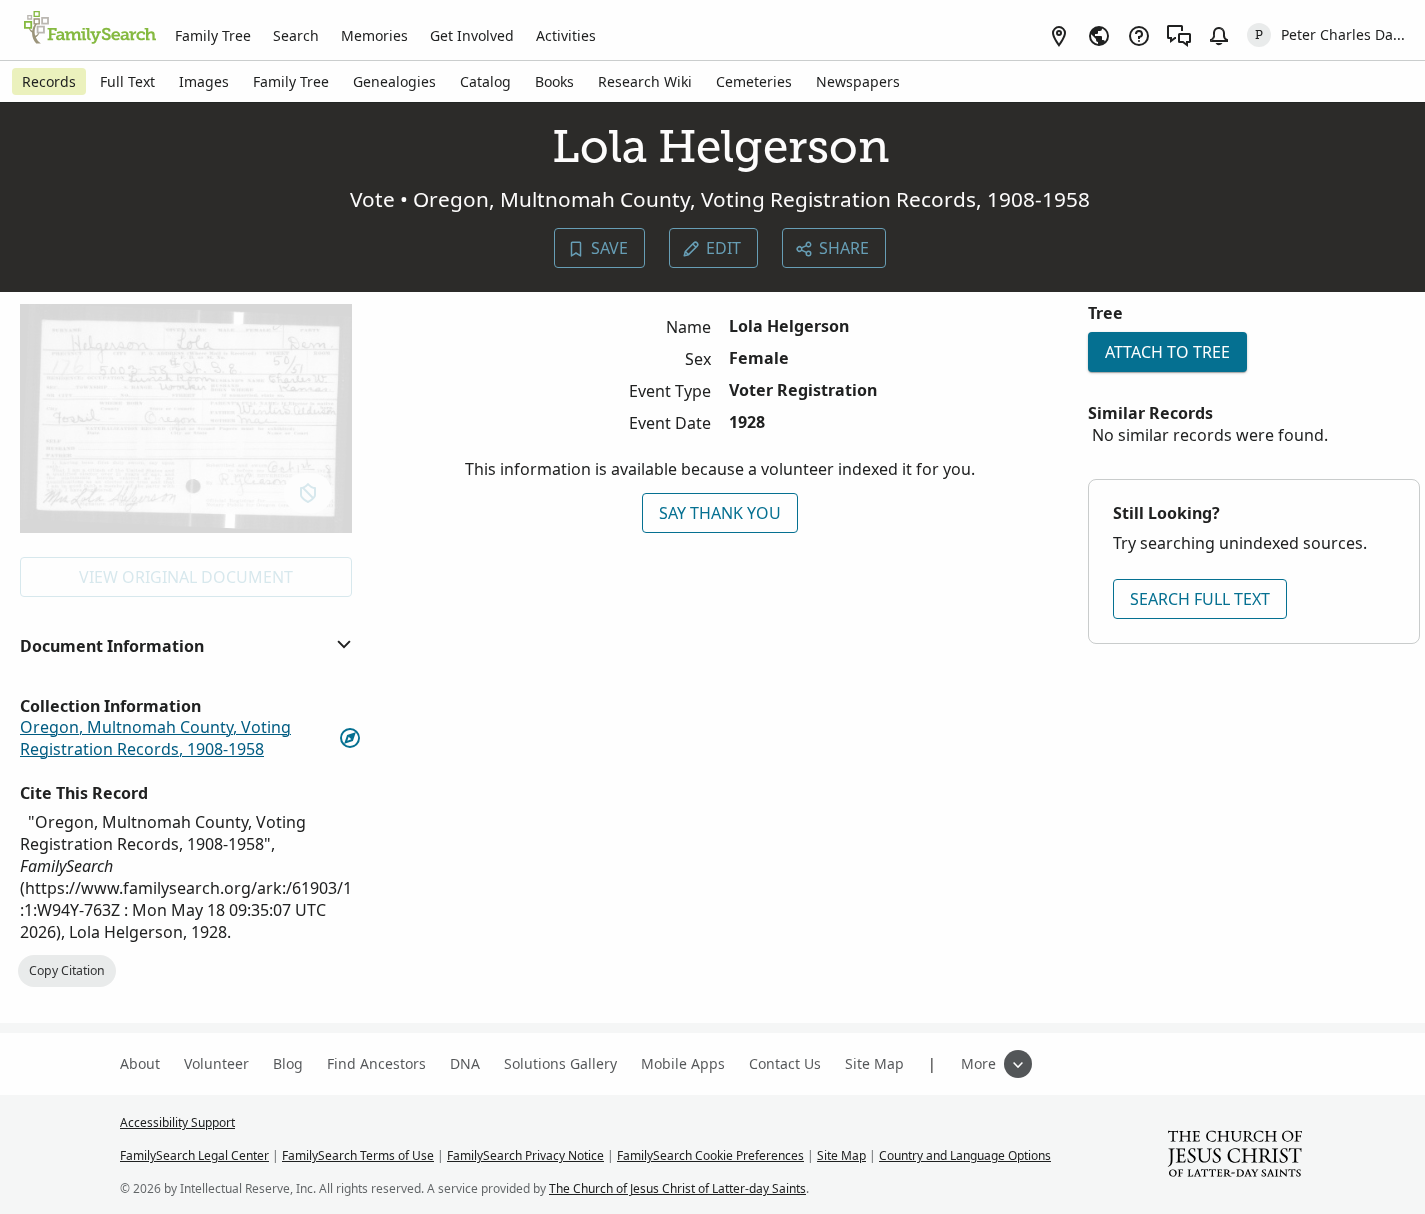 FamilySearch
Family Tree Search Memories Get Involved Activities
P Peter Charles Da...
Records Full Text Images Family Tree Genealogies Catalog Books Research Wiki Cemeteries Newspapers
Lola Helgerson
Vote • Oregon, Multnomah County, Voting Registration Records, 1908-1958
SAVE EDIT SHARE
Helgerson Lola Dem.
Fossil Oregon
Mrs Lola Helgerson
VIEW ORIGINAL DOCUMENT
Document Information
Collection Information
Oregon, Multnomah County, Voting
Registration Records, 1908-1958
Cite This Record
"Oregon, Multnomah County, Voting
Registration Records, 1908-1958",
FamilySearch
(https://www.familysearch.org/ark:/61903/1
:1:W94Y-763Z : Mon May 18 09:35:07 UTC
2026), Lola Helgerson, 1928.
Copy Citation
Name Lola Helgerson
Sex Female
Event Type Voter Registration
Event Date 1928
This information is available because a volunteer indexed it for you.
SAY THANK YOU
Tree
ATTACH TO TREE
Similar Records
No similar records were found.
Still Looking?
Try searching unindexed sources.
SEARCH FULL TEXT
About Volunteer Blog Find Ancestors DNA Solutions Gallery Mobile Apps Contact Us Site Map | More
Accessibility Support
FamilySearch Legal Center | FamilySearch Terms of Use | FamilySearch Privacy Notice | FamilySearch Cookie Preferences | Site Map | Country and Language Options
© 2026 by Intellectual Reserve, Inc. All rights reserved. A service provided by The Church of Jesus Christ of Latter-day Saints.
THE CHURCH OF
JESUS CHRIST
OF LATTER-DAY SAINTS